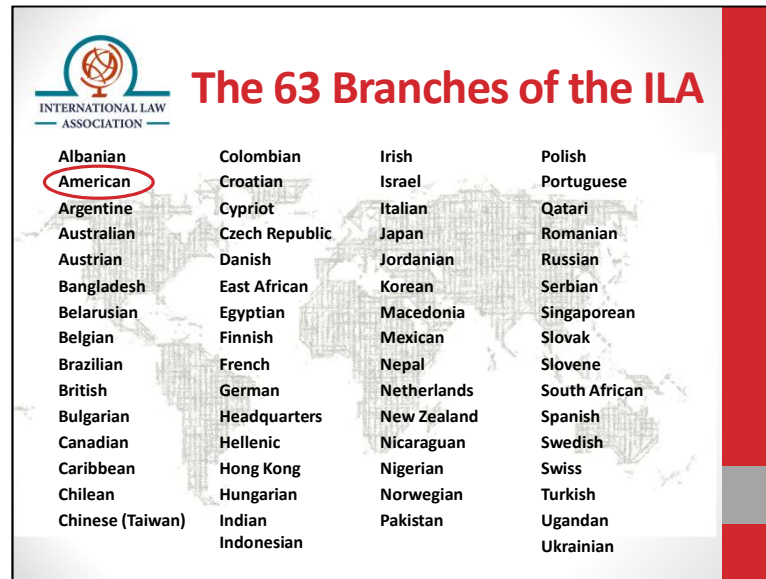 INTERNATIONAL LAW
ASSOCIATION
The 63 Branches of the ILA
Albanian
American
Argentine
Australian
Austrian
Bangladesh
Belarusian
Belgian
Brazilian
British
Bulgarian
Canadian
Caribbean
Chilean
Chinese (Taiwan)
Colombian
Croatian
Cypriot
Czech Republic
Danish
East African
Egyptian
Finnish
French
German
Headquarters
Hellenic
Hong Kong
Hungarian
Indian
Indonesian
Irish
Israel
Italian
Japan
Jordanian
Korean
Macedonia
Mexican
Nepal
Netherlands
New Zealand
Nicaraguan
Nigerian
Norwegian
Pakistan
Polish
Portuguese
Qatari
Romanian
Russian
Serbian
Singaporean
Slovak
Slovene
South African
Spanish
Swedish
Swiss
Turkish
Ugandan
Ukrainian